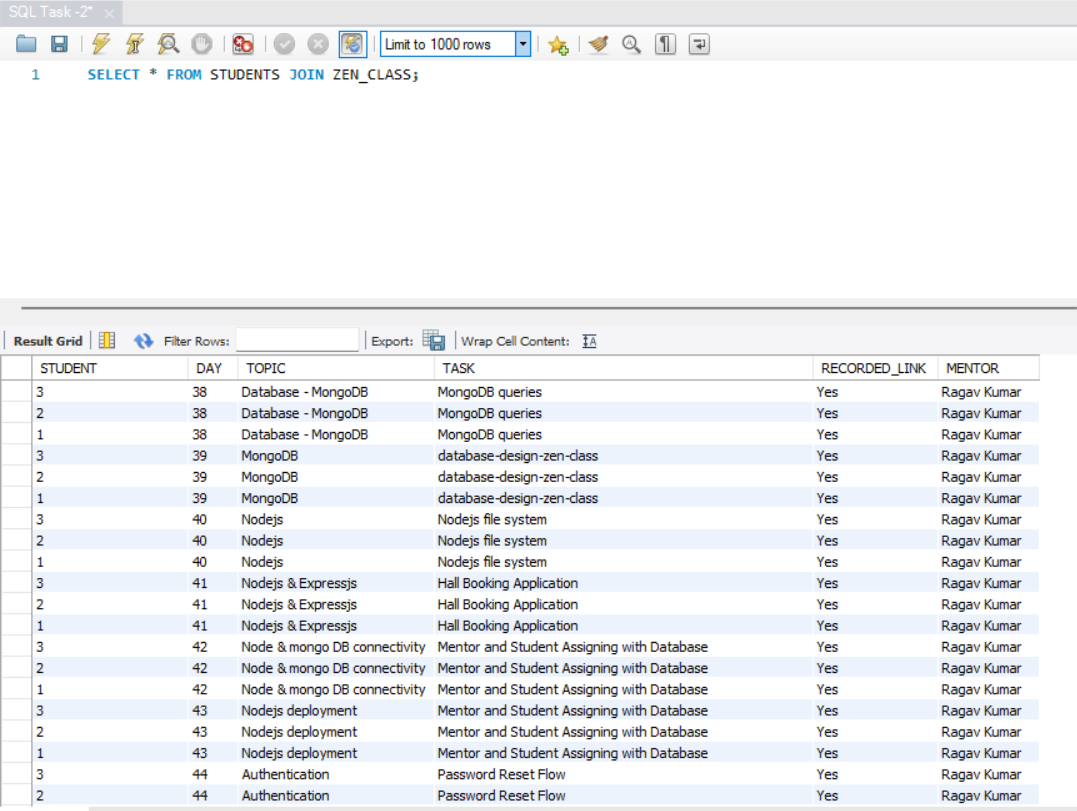 SQL Task -2*
Limit to 1000 rows
1 SELECT * FROM STUDENTS JOIN ZEN_CLASS;
Result Grid Filter Rows: Export: Wrap Cell Content:
STUDENT DAY TOPIC TASK RECORDED_LINK MENTOR
3 38 Database - MongoDB MongoDB queries Yes Ragav Kumar
2 38 Database - MongoDB MongoDB queries Yes Ragav Kumar
1 38 Database - MongoDB MongoDB queries Yes Ragav Kumar
3 39 MongoDB database-design-zen-class Yes Ragav Kumar
2 39 MongoDB database-design-zen-class Yes Ragav Kumar
1 39 MongoDB database-design-zen-class Yes Ragav Kumar
3 40 Nodejs Nodejs file system Yes Ragav Kumar
2 40 Nodejs Nodejs file system Yes Ragav Kumar
1 40 Nodejs Nodejs file system Yes Ragav Kumar
3 41 Nodejs & Expressjs Hall Booking Application Yes Ragav Kumar
2 41 Nodejs & Expressjs Hall Booking Application Yes Ragav Kumar
1 41 Nodejs & Expressjs Hall Booking Application Yes Ragav Kumar
3 42 Node & mongo DB connectivity Mentor and Student Assigning with Database Yes Ragav Kumar
2 42 Node & mongo DB connectivity Mentor and Student Assigning with Database Yes Ragav Kumar
1 42 Node & mongo DB connectivity Mentor and Student Assigning with Database Yes Ragav Kumar
3 43 Nodejs deployment Mentor and Student Assigning with Database Yes Ragav Kumar
2 43 Nodejs deployment Mentor and Student Assigning with Database Yes Ragav Kumar
1 43 Nodejs deployment Mentor and Student Assigning with Database Yes Ragav Kumar
3 44 Authentication Password Reset Flow Yes Ragav Kumar
2 44 Authentication Password Reset Flow Yes Ragav Kumar